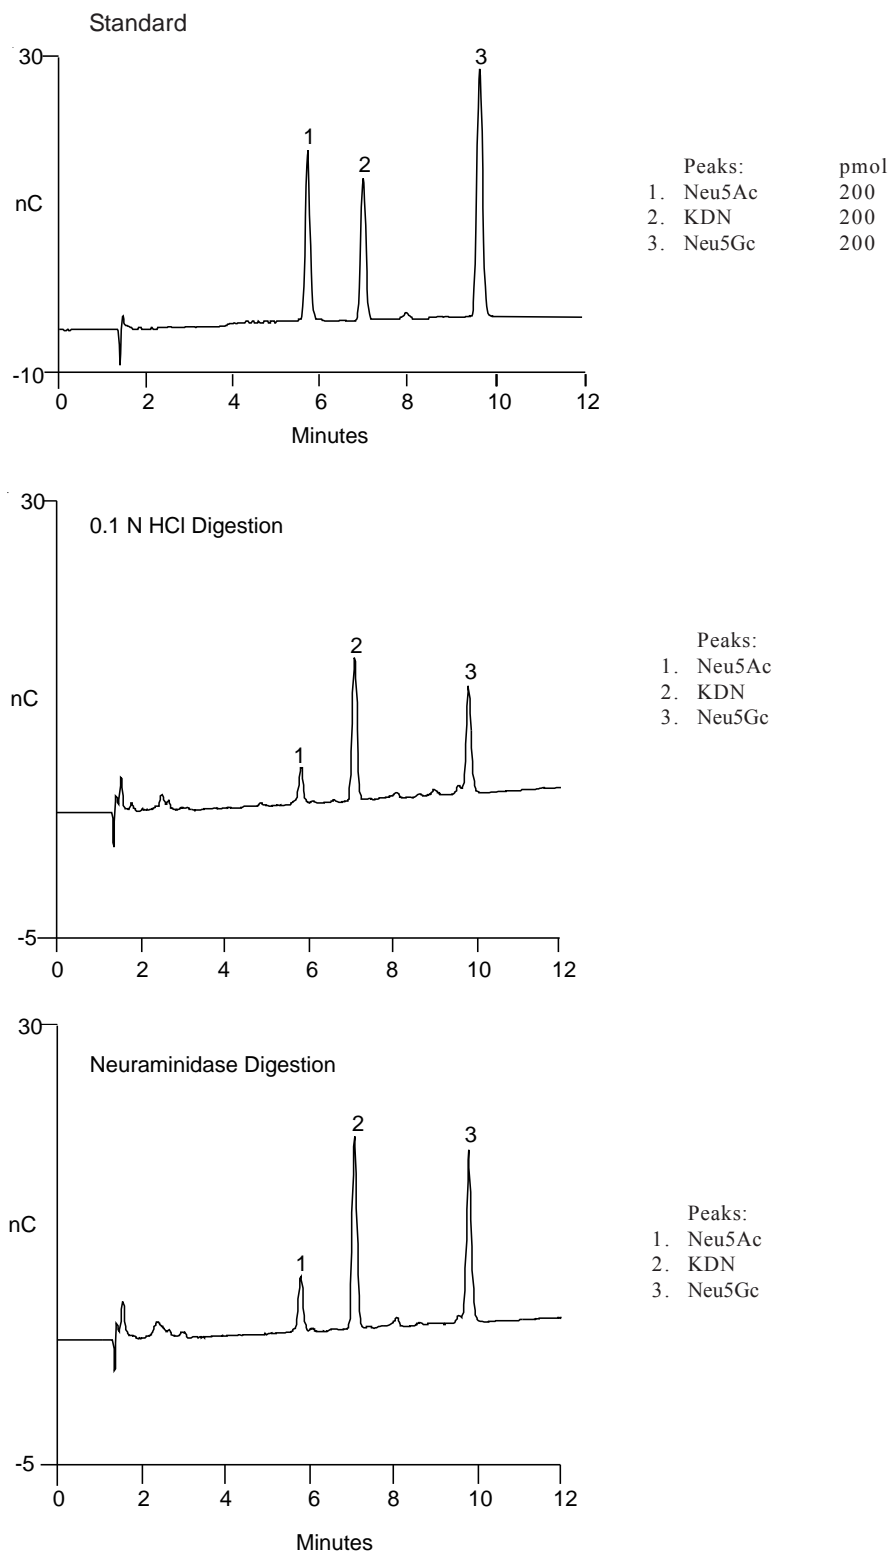 Standard
30
3
1
2
nC
-10
0 2 4 6 8 10 12
Minutes
Peaks: pmol
1. Neu5Ac 200
2. KDN 200
3. Neu5Gc 200
30
0.1 N HCl Digestion
2
3
1
nC
-5
0 2 4 6 8 10 12
Peaks:
1. Neu5Ac
2. KDN
3. Neu5Gc
30
Neuraminidase Digestion
2
3
1
nC
-5
0 2 4 6 8 10 12
Minutes
Peaks:
1. Neu5Ac
2. KDN
3. Neu5Gc